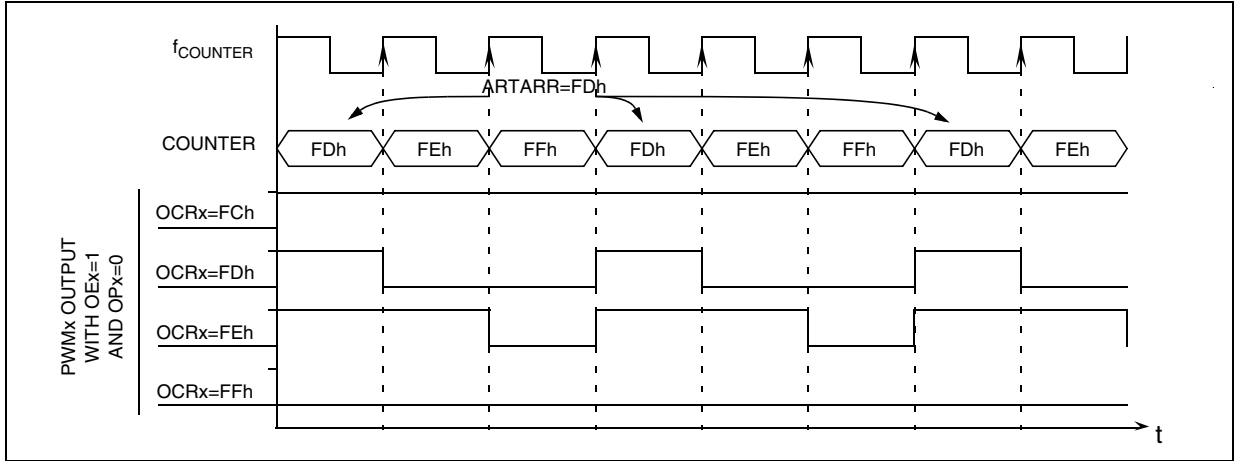 fCOUNTER
ARTARR=FDh
COUNTER
FDh FEh FFh FDh FEh FFh FDh FEh
PWMx OUTPUT
WITH OEx=1
AND OPx=0
OCRx=FCh
OCRx=FDh
OCRx=FEh
OCRx=FFh
t